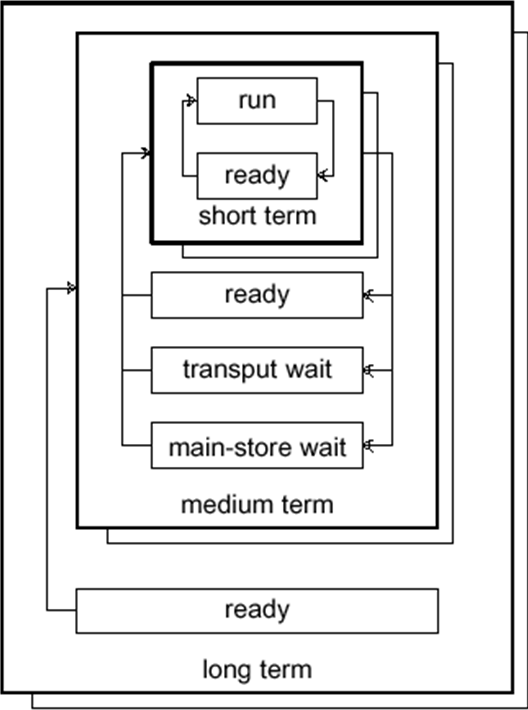 run
ready
short term
ready
transput wait
main-store wait
medium term
ready
long term